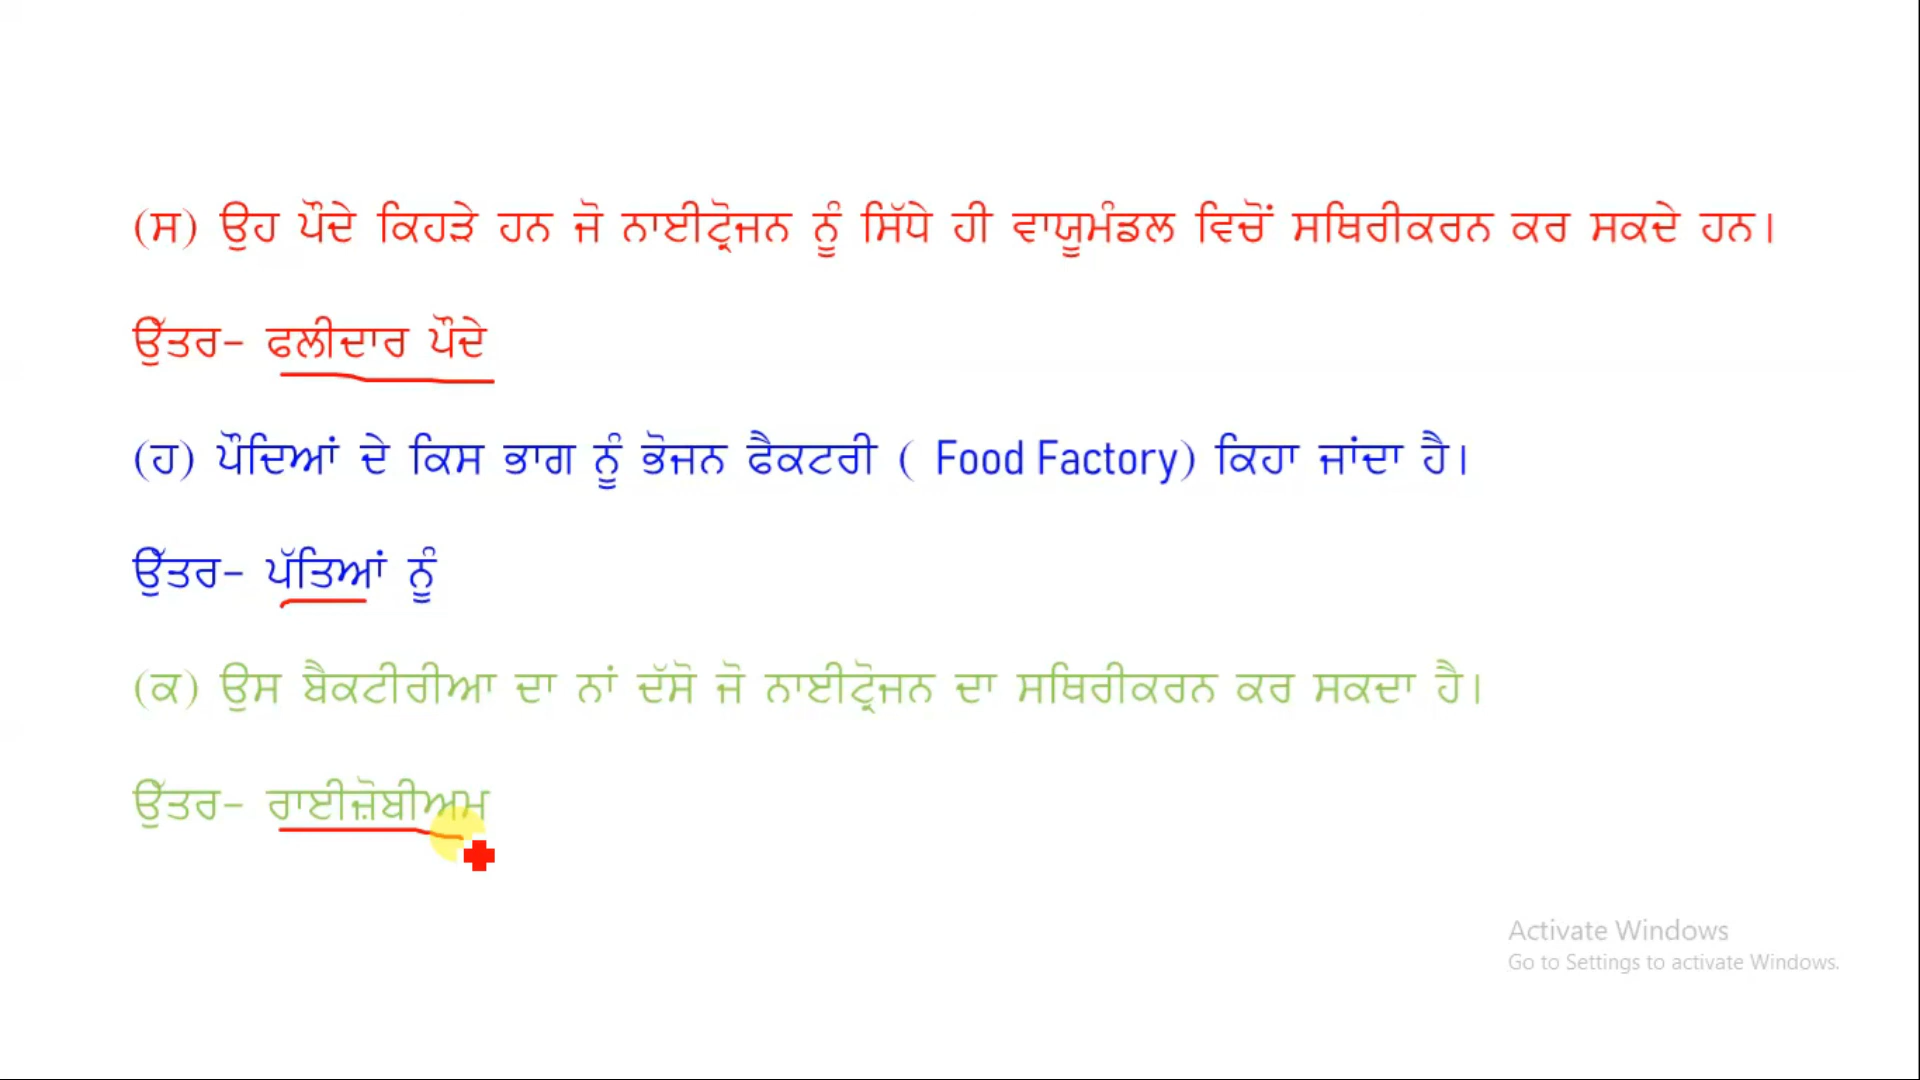 (ਸ) ਉਹ ਪੌਦੇ ਕਿਹੜੇ ਹਨ ਜੋ ਨਾਈਟ੍ਰੋਜਨ ਨੂੰ ਸਿੱਧੇ ਹੀ ਵਾਯੂਮੰਡਲ ਵਿਚੋਂ ਸਥਿਰੀਕਰਨ ਕਰ ਸਕਦੇ ਹਨ।
ਉੱਤਰ- ਫਲੀਦਾਰ ਪੌਦੇ
(ਹ) ਪੌਦਿਆਂ ਦੇ ਕਿਸ ਭਾਗ ਨੂੰ ਭੋਜਨ ਫੈਕਟਰੀ ( Food Factory) ਕਿਹਾ ਜਾਂਦਾ ਹੈ।
ਉੱਤਰ- ਪੱਤਿਆਂ ਨੂੰ
(ਕ) ਉਸ ਬੈਕਟੀਰੀਆ ਦਾ ਨਾਂ ਦੱਸੋ ਜੋ ਨਾਈਟ੍ਰੋਜਨ ਦਾ ਸਥਿਰੀਕਰਨ ਕਰ ਸਕਦਾ ਹੈ।
ਉੱਤਰ- ਰਾਈਜ਼ੋਬੀਅਮ
Activate Windows
Go to Settings to activate Windows.